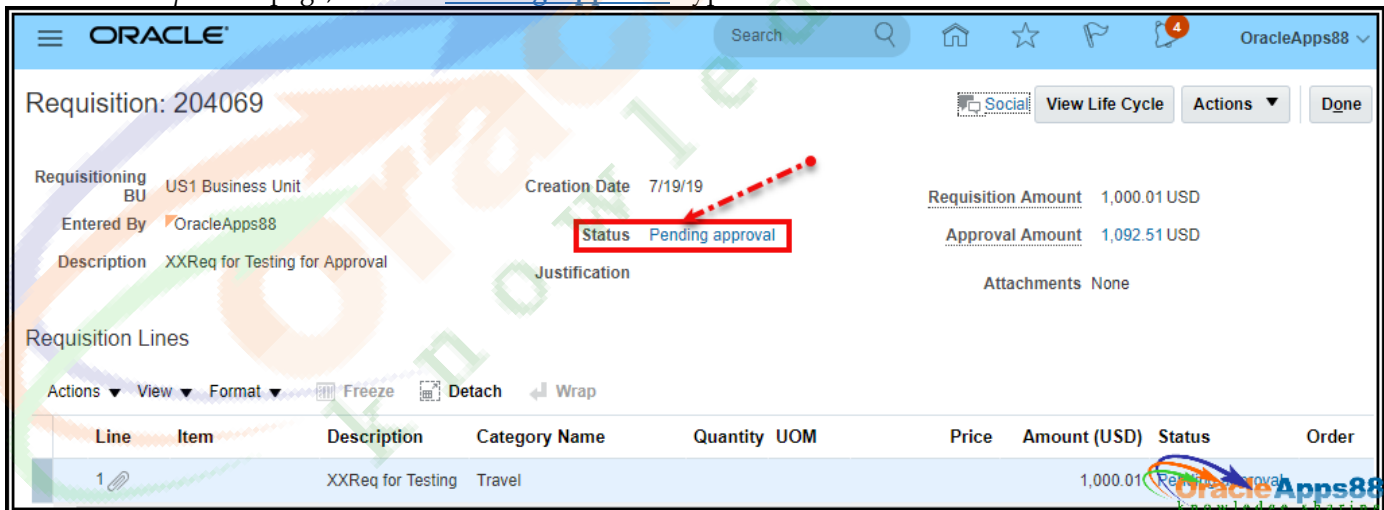 ORACLE
Search
4
OracleApps88
Requisition: 204069
Social View Life Cycle Actions Done
Requisitioning BU US1 Business Unit
Creation Date 7/19/19
Requisition Amount 1,000.01 USD
Entered By OracleApps88
Status Pending approval
Approval Amount 1,092.51 USD
Description XXReq for Testing for Approval
Justification
Attachments None
Requisition Lines
Actions View Format Freeze Detach Wrap
Line Item Description Category Name Quantity UOM Price Amount (USD) Status Order
1 XXReq for Testing Travel 1,000.01 Pending approval
OracleApps88
knowledge sharing